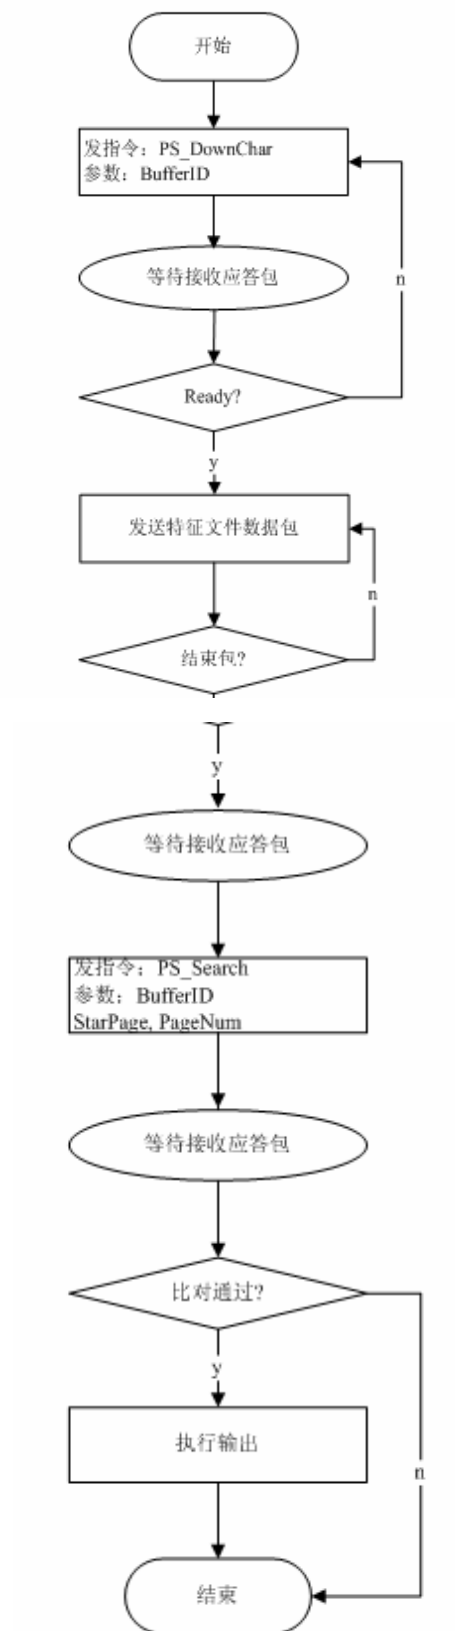 开始
发指令：PS_DownChar
参数：BufferID
等待接收应答包
n
Ready?
y
发送特征文件数据包
n
结束包?
y
等待接收应答包
发指令：PS_Search
参数：BufferID
StarPage, PageNum
等待接收应答包
比对通过?
y
执行输出
n
结束